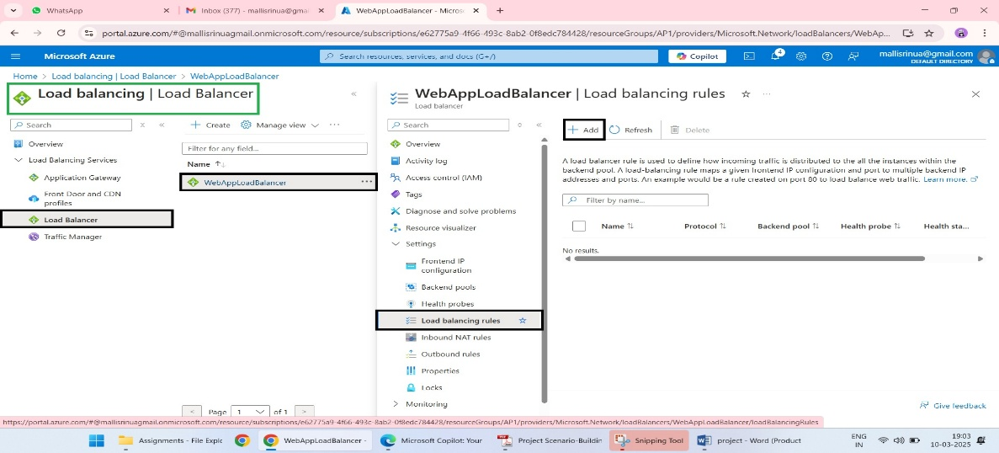 WhatsApp
Inbox (377) - mallisrinua@gmai
WebAppLoadBalancer - Micros
portal.azure.com/#@mallisrinuagmail.onmicrosoft.com/resource/subscriptions/e62775a9-4f66-493c-8ab2-0f8edc784428/resourceGroups/AP1/providers/Microsoft.Network/loadBalancers/WebAp...
Microsoft Azure
Search resources, services, and docs (G+/)
Copilot
4
mallisrinua@gmail.com
DEFAULT DIRECTORY
Home > Load balancing | Load Balancer > WebAppLoadBalancer
Load balancing | Load Balancer
Search
Overview
Load Balancing Services
Application Gateway
Front Door and CDN
profiles
Load Balancer
Traffic Manager
Create
Manage view
Filter for any field...
Name
WebAppLoadBalancer
Page 1 of 1
WebAppLoadBalancer | Load balancing rules
Load balancer
Search
Overview
Activity log
Access control (IAM)
Tags
Diagnose and solve problems
Resource visualizer
Settings
Frontend IP
configuration
Backend pools
Health probes
Load balancing rules
Inbound NAT rules
Outbound rules
Properties
Locks
Monitoring
Add
Refresh
Delete
A load balancer rule is used to define how incoming traffic is distributed to the all the instances within the
backend pool. A load-balancing rule maps a given frontend IP configuration and port to multiple backend IP
addresses and ports. An example would be a rule created on port 80 to load balance web traffic. Learn more.
Filter by name...
Name Protocol Backend pool Health probe Health sta...
No results.
Give feedback
https://portal.azure.com/#@mallisrinuagmail.onmicrosoft.com/resource/subscriptions/e62775a9-4f66-493c-8ab2-0f8edc784428/resourceGroups/AP1/providers/Microsoft.Network/loadBalancers/WebAppLoadBalancer/loadBalancingRules
Assignments - File Explo
WebAppLoadBalancer -
Microsoft Copilot: Your
Project Scenario-Buildin
Snipping Tool
project - Word (Product
ENG
IN
19:03
10-03-2025